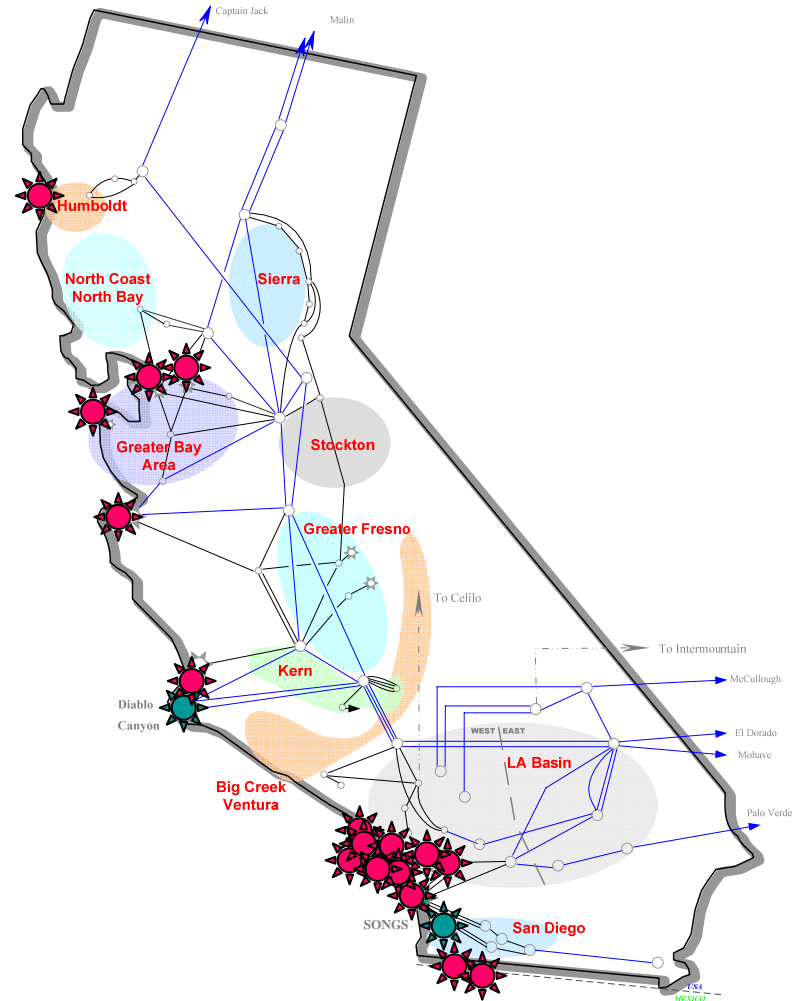 Captain Jack
Malin
Humboldt
North Coast
North Bay
Sierra
Greater Bay
Area
Stockton
Greater Fresno
To Celilo
To Intermountain
Kern
McCullough
Diablo
Canyon
WEST
EAST
El Dorado
Mohave
LA Basin
Big Creek
Ventura
Palo Verde
SONGS
San Diego
USA
MEXICO